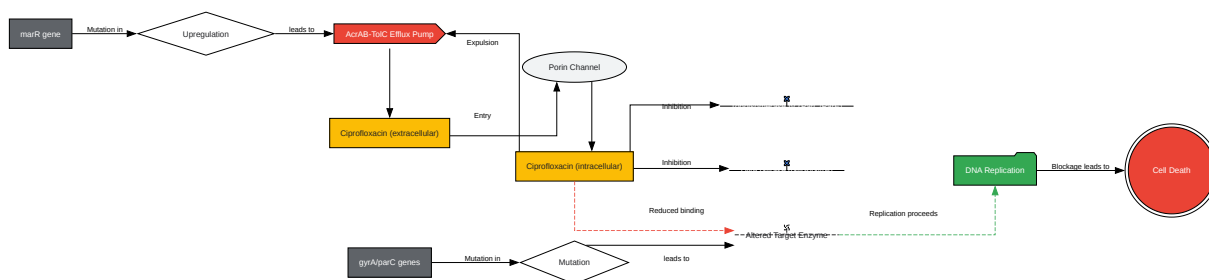 marR gene
Mutation in
Upregulation
leads to
AcrAB-TolC Efflux Pump
Expulsion
Porin Channel
Ciprofloxacin (extracellular)
Entry
Inhibition
Ciprofloxacin (intracellular)
Inhibition
DNA Replication
Blockage leads to
Cell Death
Reduced binding
Replication proceeds
Altered Target Enzyme
gyrA/parC genes
Mutation in
Mutation
leads to